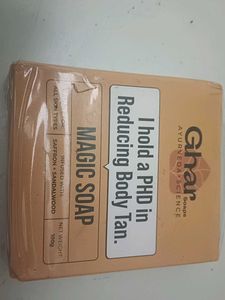 Ghar
Soaps
AYURVEDA+SCIENCE
I hold a PHD in
Reducing Body Tan.
MAGIC SOAP
ALL SKIN TYPES
INFUSED WITH
SAFFRON + SANDALWOOD
NET WEIGHT
100g